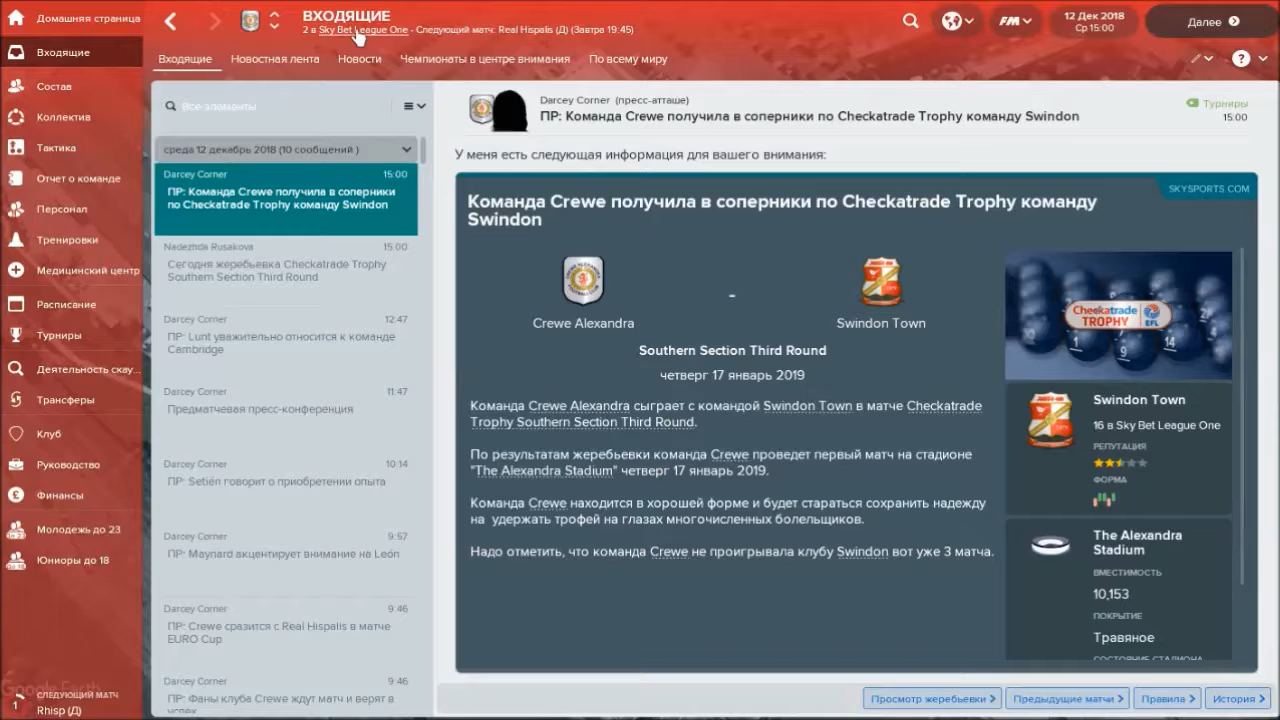 Домашняя страница
Входящие
Состав
Коллектив
Тактика
Отчет о команде
Персонал
Тренировки
Медицинский центр
Расписание
Турниры
Деятельность скау...
Трансферы
Клуб
Руководство
Финансы
Молодежь до 23
Юниоры до 18
Google Earth
СЛЕДУЮЩИЙ МАТЧ
Rhisp (Д)
ВХОДЯЩИЕ
2 в Sky Bet League One - Следующий матч: Real Hispalis (Д) (Завтра 19:45)
FM
12 Дек 2018
Ср 15:00
Далее
Входящие Новостная лента Новости Чемпионаты в центре внимания По всему миру
?
Все элементы
среда 12 декабрь 2018 (10 сообщений )
Darcey Corner 15:00
ПР: Команда Crewe получила в соперники
по Checkatrade Trophy команду Swindon
Nadezhda Rusakova 15:00
Сегодня жеребьевка Checkatrade Trophy
Southern Section Third Round
Darcey Corner 12:47
ПР: Lunt уважительно относится к команде
Cambridge
Darcey Corner 11:47
Предматчевая пресс-конференция
Darcey Corner 10:14
ПР: Setién говорит о приобретении опыта
Darcey Corner 9:57
ПР: Maynard акцентирует внимание на León
Darcey Corner 9:46
ПР: Crewe сразится с Real Hispalis в матче
EURO Cup
Darcey Corner 9:46
ПР: Фаны клуба Crewe ждут матч и верят в
успех
Darcey Corner (пресс-атташе)
ПР: Команда Crewe получила в соперники по Checkatrade Trophy команду Swindon
Турниры
15:00
У меня есть следующая информация для вашего внимания:
SKYSPORTS.COM
Команда Crewe получила в соперники по Checkatrade Trophy команду
Swindon
-
Crewe Alexandra Swindon Town
Southern Section Third Round
четверг 17 январь 2019
Команда Crewe Alexandra сыграет с командой Swindon Town в матче Checkatrade
Trophy Southern Section Third Round.
По результатам жеребьевки команда Crewe проведет первый матч на стадионе
"The Alexandra Stadium" четверг 17 январь 2019.
Команда Crewe находится в хорошей форме и будет стараться сохранить надежду
на удержать трофей на глазах многочисленных болельщиков.
Надо отметить, что команда Crewe не проигрывала клубу Swindon вот уже 3 матча.
Checkatrade
TROPHY EFL
1 9 14
Swindon Town
16 в Sky Bet League One
РЕПУТАЦИЯ
ФОРМА
The Alexandra
Stadium
ВМЕСТИМОСТЬ
10,153
ПОКРЫТИЕ
Травяное
СОСТОЯНИЕ СТАДИОНА
Просмотр жеребьевки Предыдущие матчи Правила История